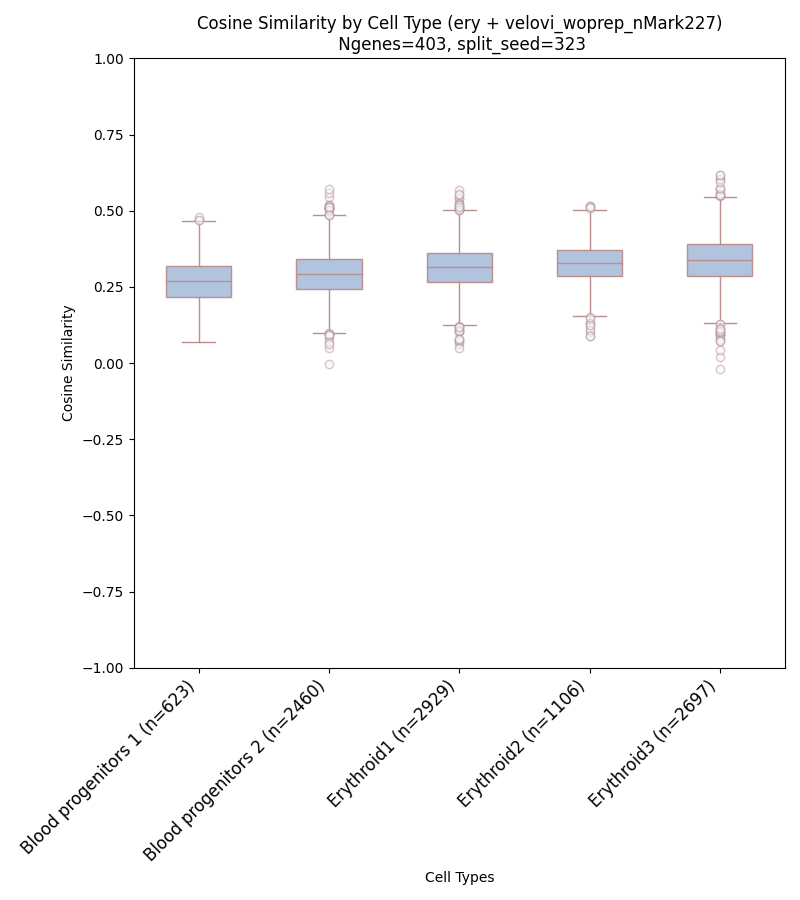 Cosine Similarity by Cell Type (ery + velovi_woprep_nMark227)
Ngenes=403, split_seed=323
1.00
0.75
0.50
0.25
0.00
−0.25
−0.50
−0.75
−1.00
Cosine Similarity
Blood progenitors 1 (n=623)
Blood progenitors 2 (n=2460)
Erythroid1 (n=2929)
Erythroid2 (n=1106)
Erythroid3 (n=2697)
Cell Types